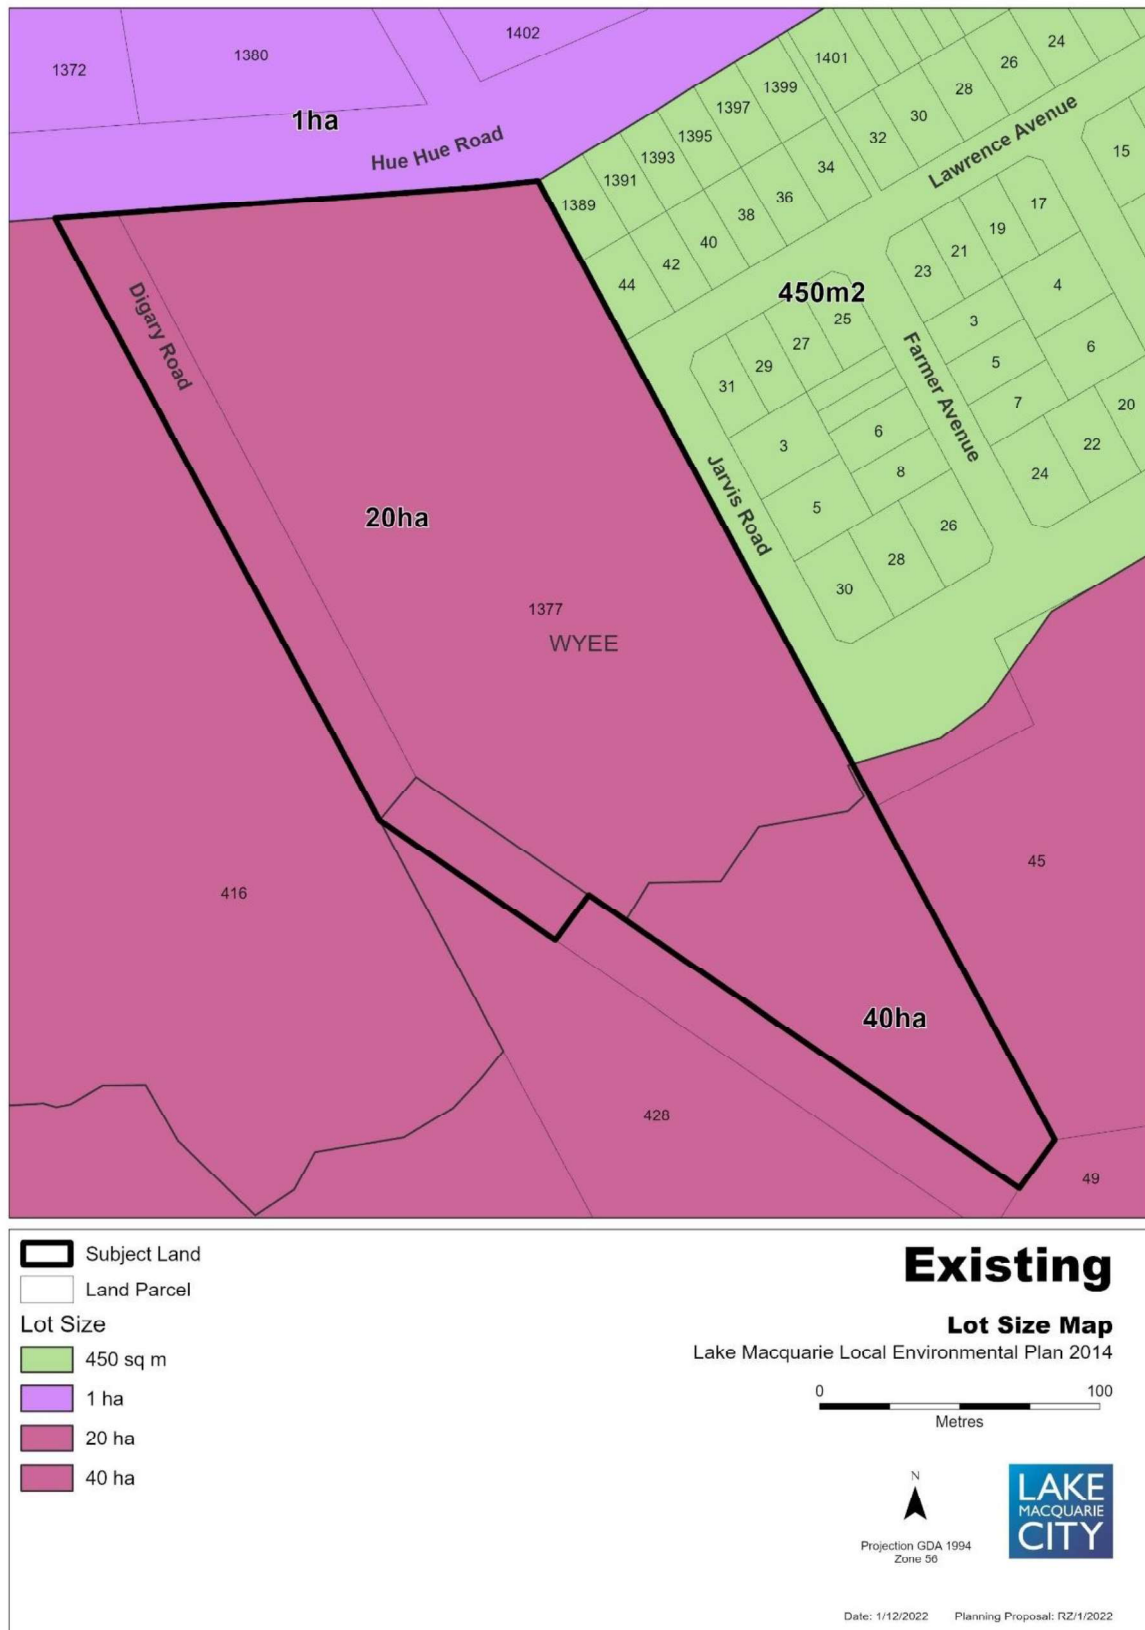 1402
1380
1372
1ha
Hue Hue Road
24
1401
26
1399
28
1397
30
1395
32
Lawrence Avenue
1393
15
1391
34
1389
36
17
38
19
40
21
42
23
44
450m2
4
25
3
27
6
Digary Road
29
5
31
Farmer Avenue
7
20
6
3
22
8
24
Jarvis Road
5
20ha
26
28
30
1377
WYEE
45
416
40ha
428
49
Subject Land
Land Parcel
Lot Size
450 sq m
1 ha
20 ha
40 ha
Existing
Lot Size Map
Lake Macquarie Local Environmental Plan 2014
0 100
Metres
N
Projection GDA 1994
Zone 56
LAKE
MACQUARIE
CITY
Date: 1/12/2022 Planning Proposal: RZ/1/2022